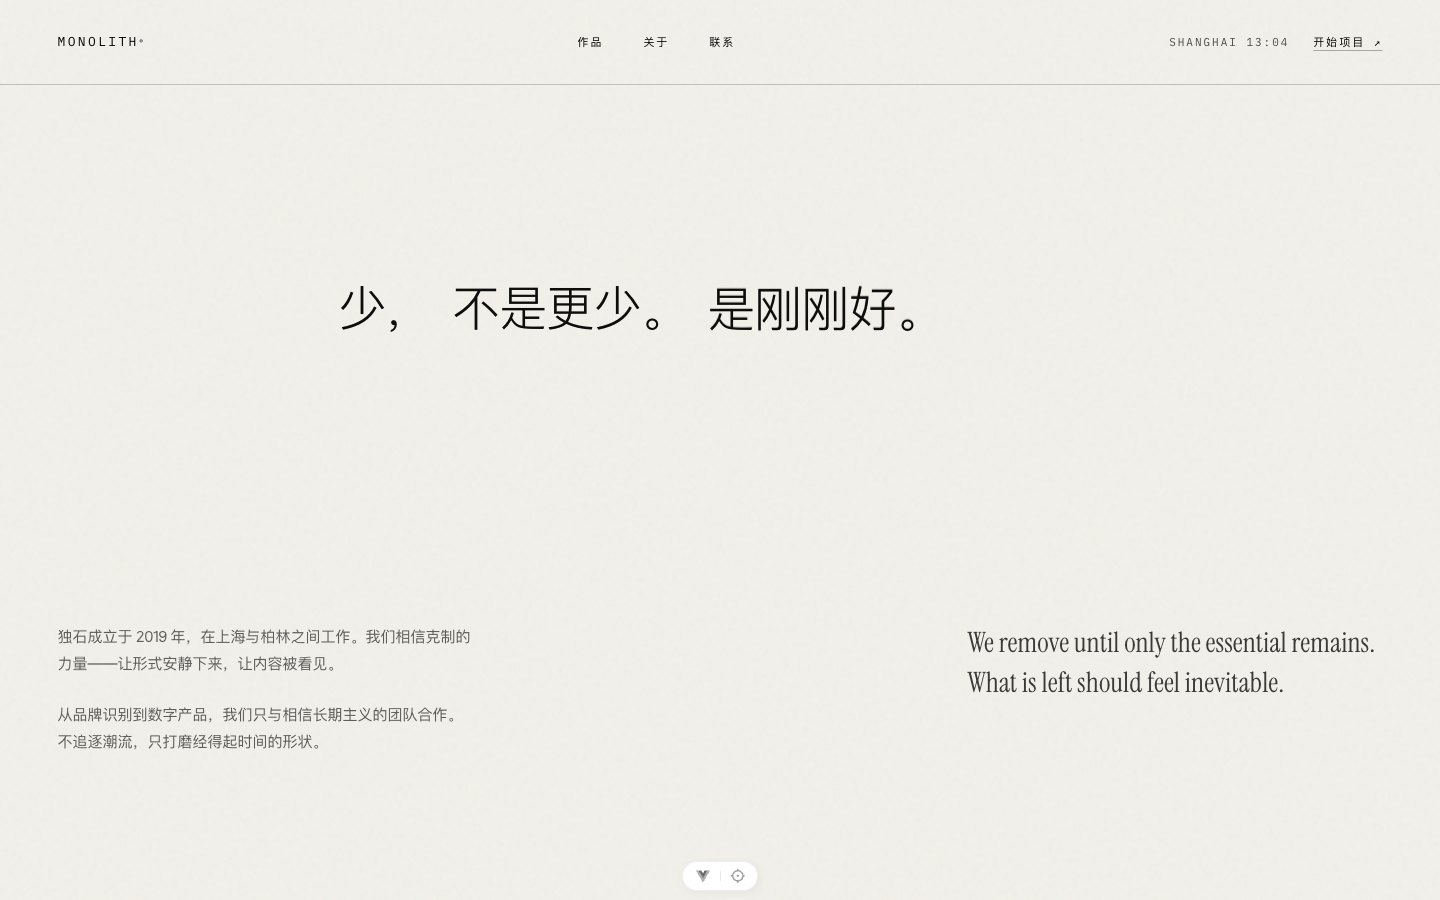 MONOLITH®
作品 关于 联系
SHANGHAI 13:04 开始项目 ↗
少， 不是更少。 是刚刚好。
独石成立于 2019 年，在上海与柏林之间工作。我们相信克制的
力量——让形式安静下来，让内容被看见。
从品牌识别到数字产品，我们只与相信长期主义的团队合作。
不追逐潮流，只打磨经得起时间的形状。
We remove until only the essential remains.
What is left should feel inevitable.